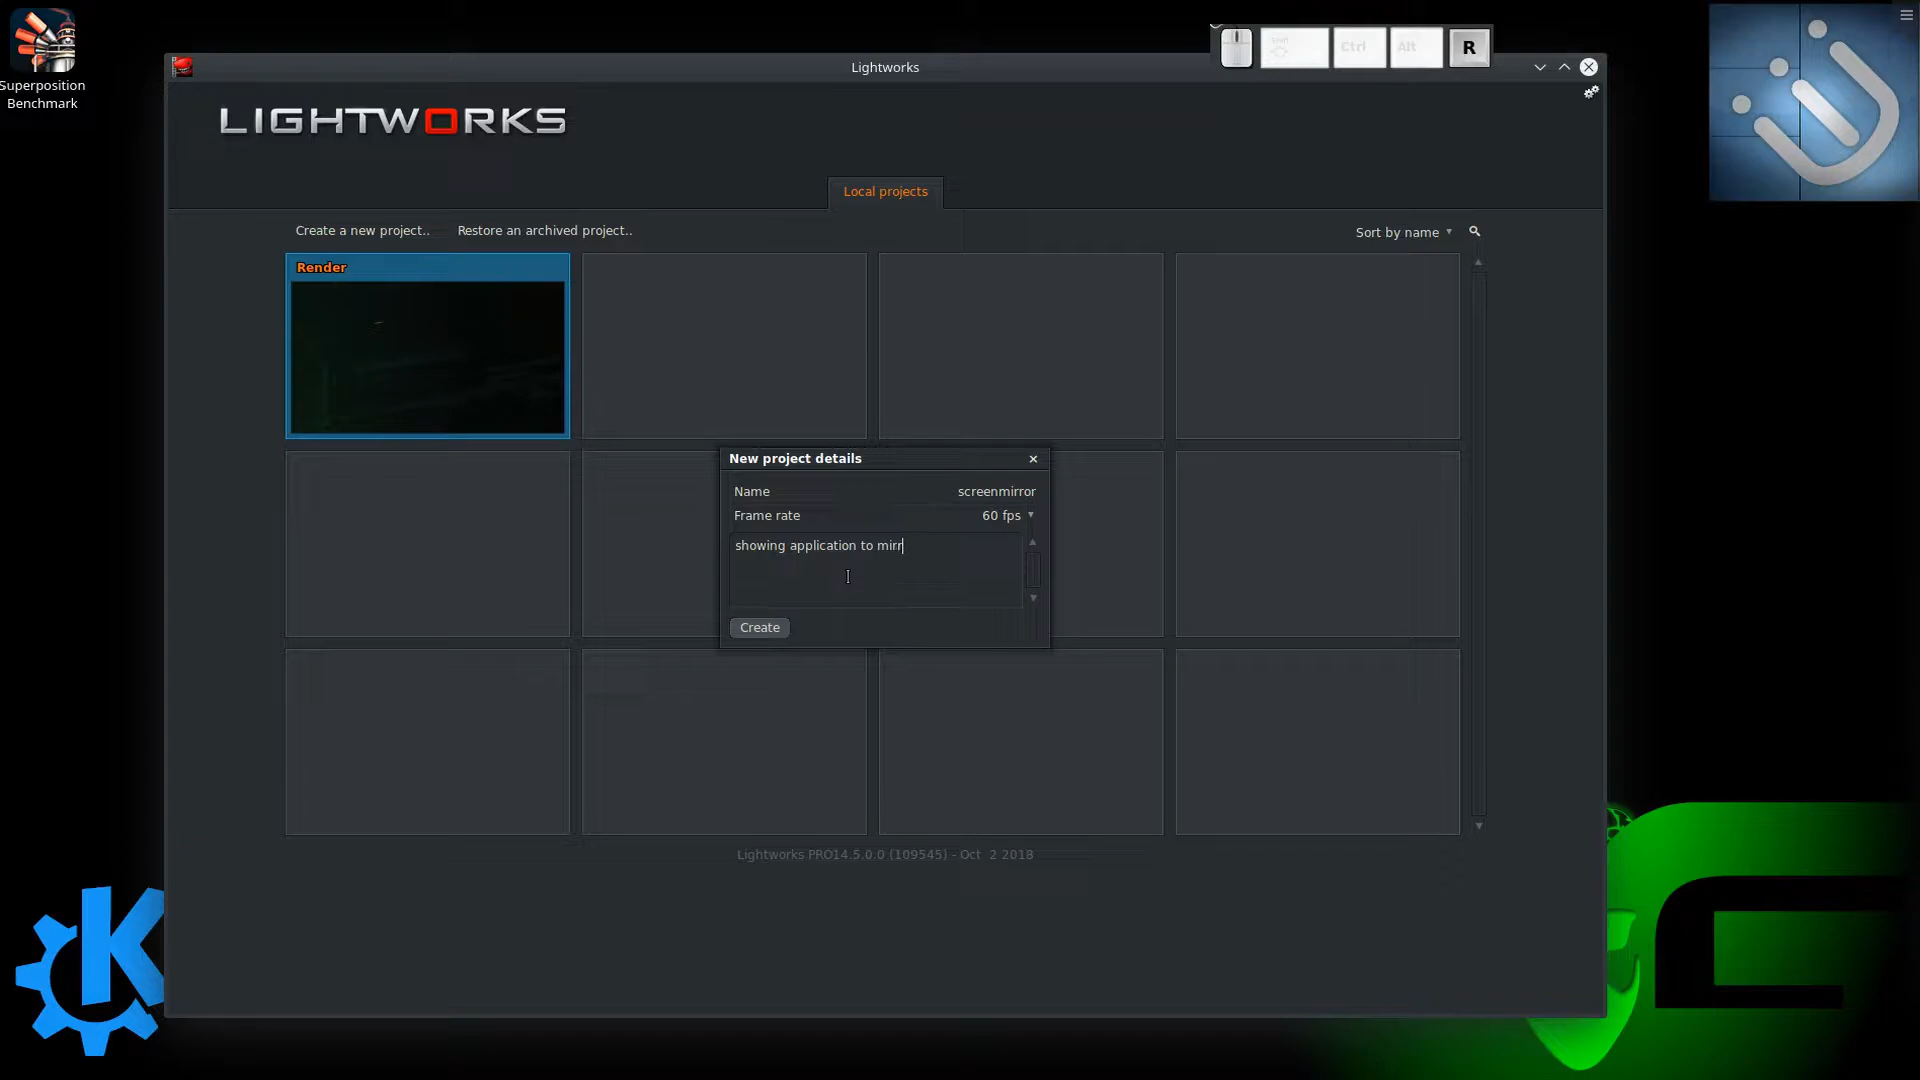 Superposition
Benchmark
Lightworks
Ctrl
Alt
R
LIGHTWORKS
Local projects
Create a new project..
Restore an archived project..
Sort by name
Render
New project details
Name
screenmirror
Frame rate
60 fps
showing application to mirr
Create
Lightworks PRO14.5.0.0 (109545) - Oct 2 2018
K